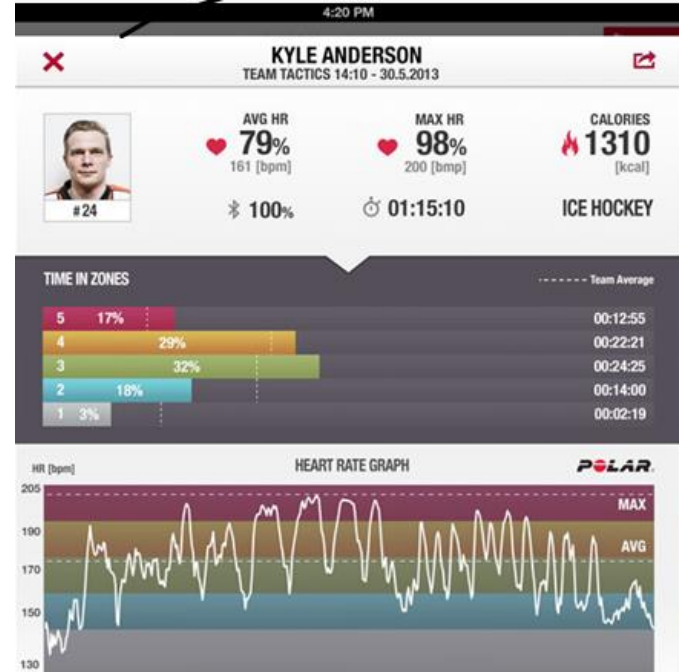 4:20 PM
KYLE ANDERSON
TEAM TACTICS 14:10 - 30.5.2013
AVG HR
79%
161 [bpm]
MAX HR
98%
200 [bmp]
CALORIES
1310
[kcal]
#24
100%
01:15:10
ICE HOCKEY
TIME IN ZONES
Team Average
5 17% 00:12:55
4 29% 00:22:21
3 32% 00:24:25
2 18% 00:14:00
1 3% 00:02:19
HR [bpm]
HEART RATE GRAPH
POLAR
205
MAX
190
AVG
170
150
130